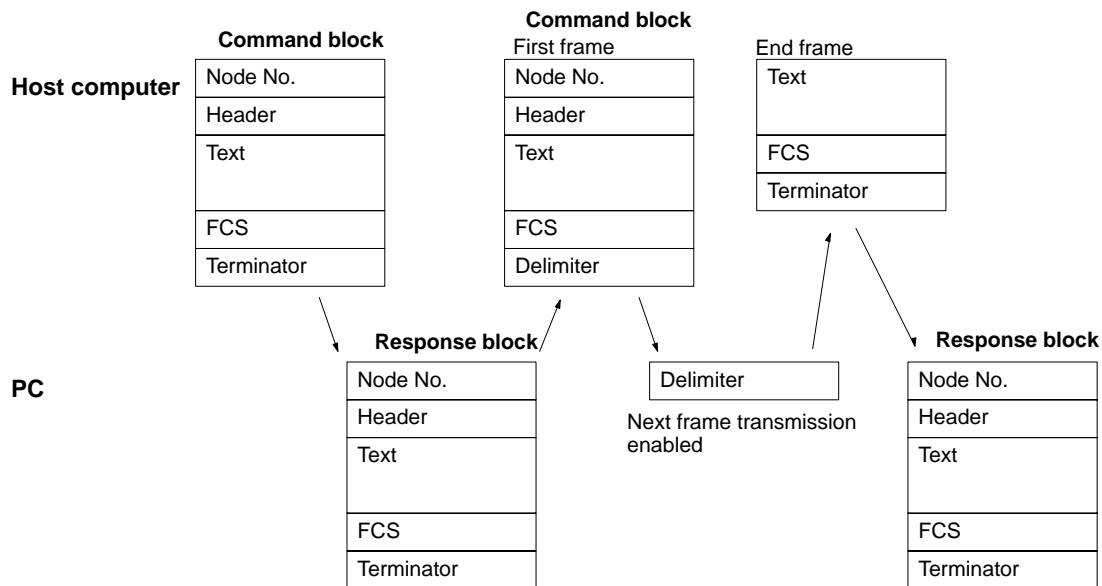 Command block
Command block
First frame
End frame
Host computer
Node No.
Header
Text
FCS
Terminator
Node No.
Header
Text
FCS
Delimiter
Text
FCS
Terminator
Response block
Response block
PC
Node No.
Header
Text
FCS
Terminator
Delimiter
Next frame transmission
enabled
Node No.
Header
Text
FCS
Terminator